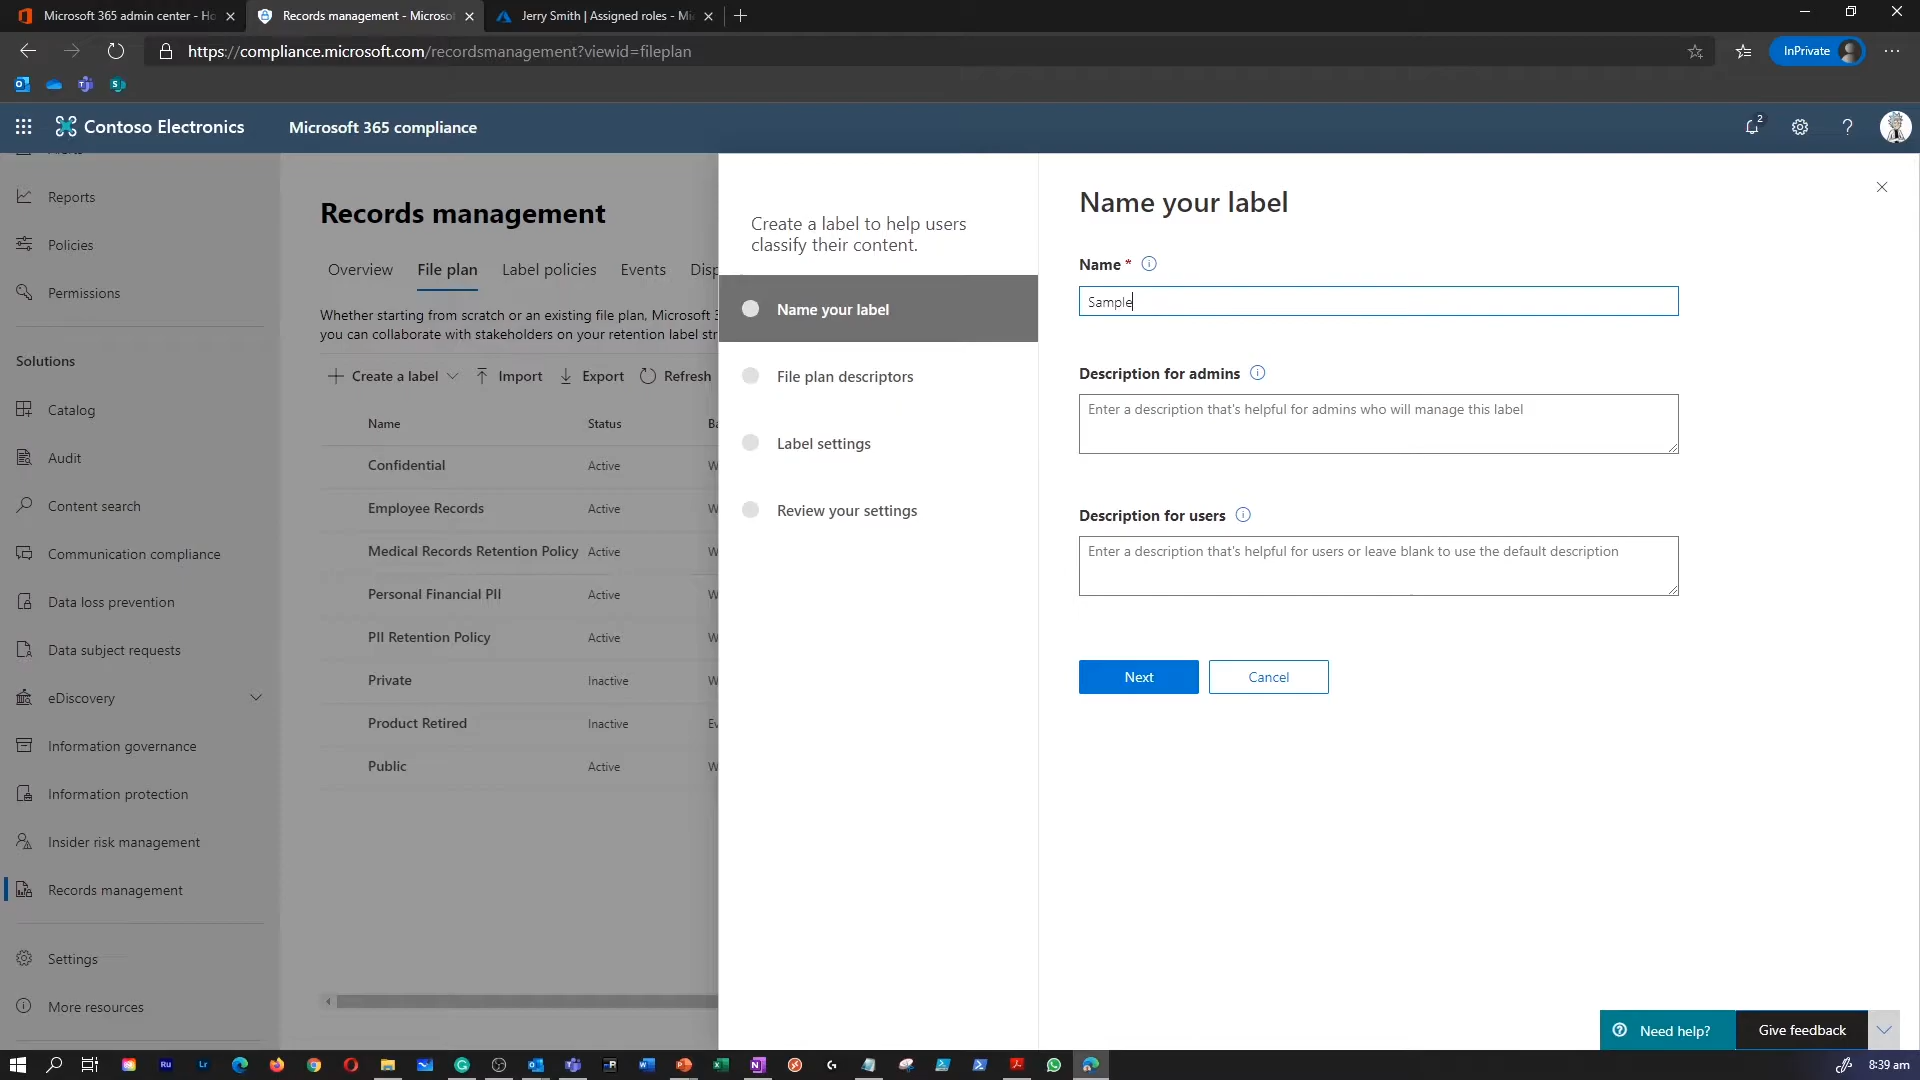 Microsoft 365 admin center - Ho
Records management - Microso
Jerry Smith | Assigned roles - Mi
https://compliance.microsoft.com/recordsmanagement?viewid=fileplan
InPrivate
Contoso Electronics
Microsoft 365 compliance
2
Alerts
Reports
Policies
Permissions
Solutions
Catalog
Audit
Content search
Communication compliance
Data loss prevention
Data subject requests
eDiscovery
Information governance
Information protection
Insider risk management
Records management
Settings
More resources
Records management
Overview
File plan
Label policies
Events
Disp
Whether starting from scratch or an existing file plan, Microsoft 3
you can collaborate with stakeholders on your retention label str
Create a label
Import
Export
Refresh
Name Status Ba
Confidential Active W
Employee Records Active W
Medical Records Retention Policy Active W
Personal Financial PII Active W
PII Retention Policy Active W
Private Inactive W
Product Retired Inactive Ev
Public Active W
Create a label to help users
classify their content.
Name your label
File plan descriptors
Label settings
Review your settings
Name your label
Name *
Sample
Description for admins
Enter a description that's helpful for admins who will manage this label
Description for users
Enter a description that's helpful for users or leave blank to use the default description
Next
Cancel
Need help?
Give feedback
8:39 am